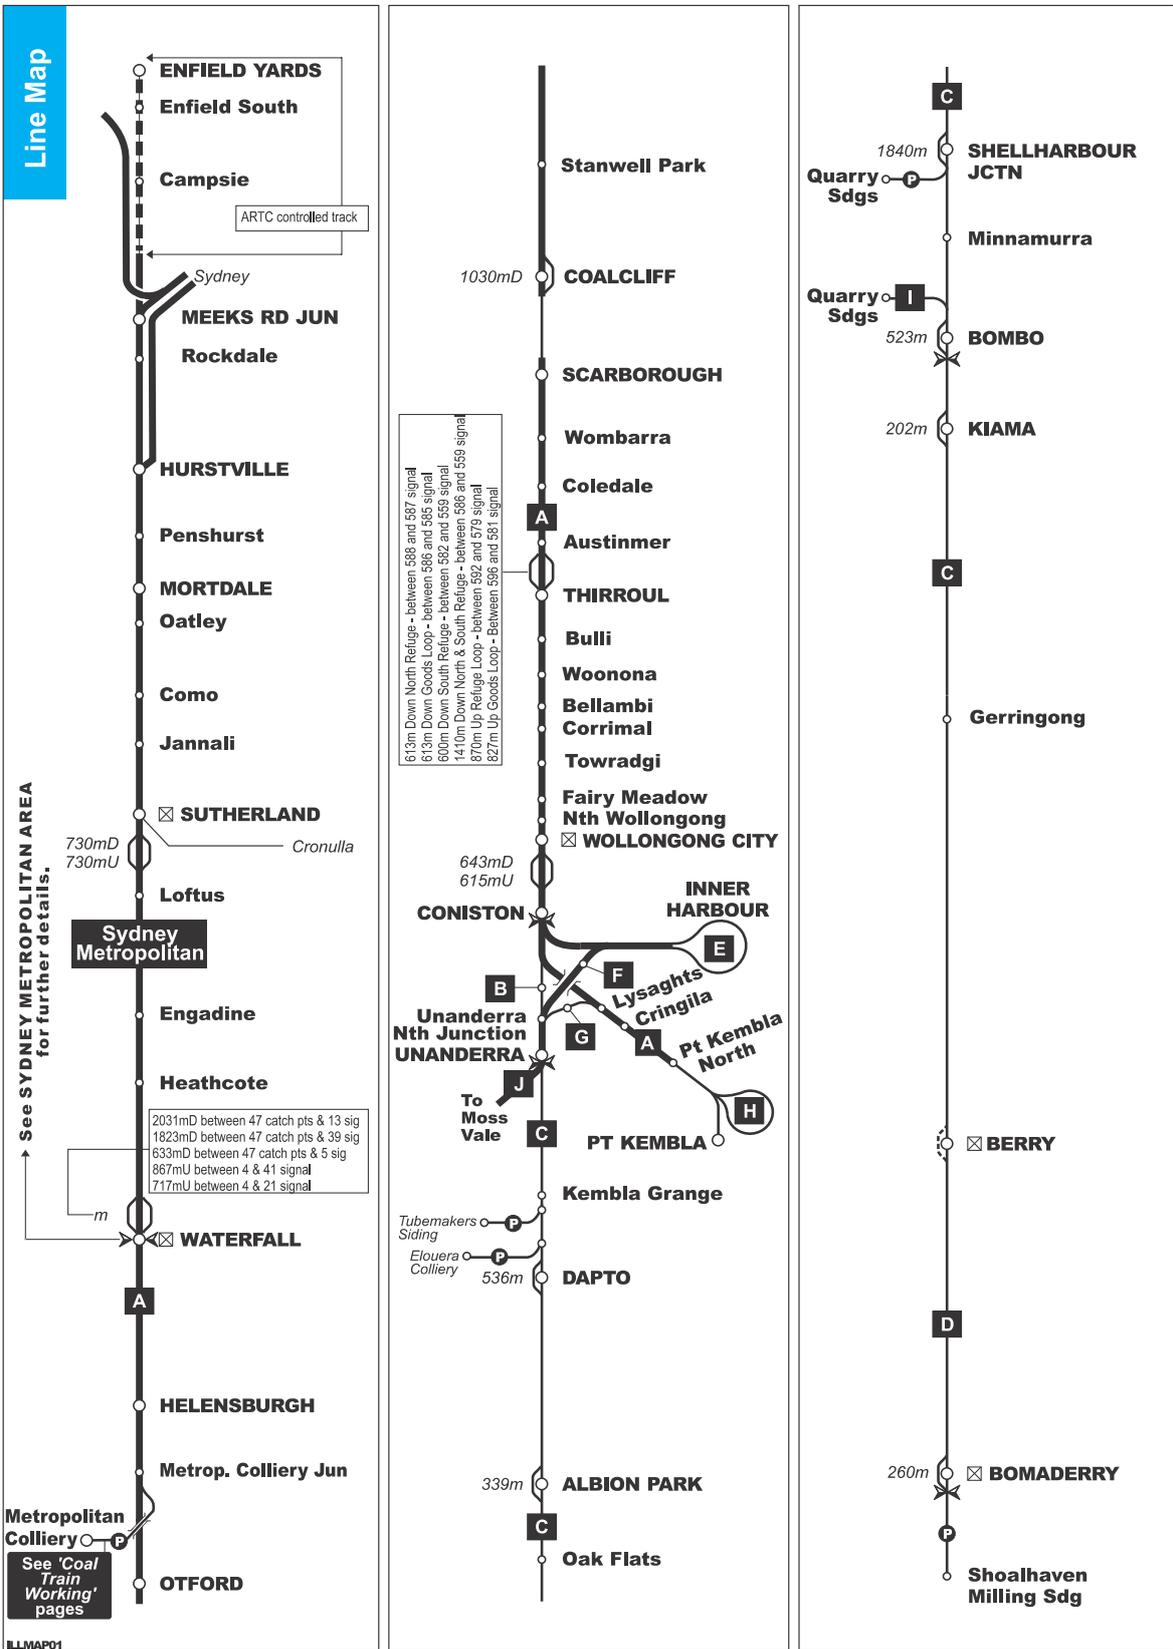 Line Map
ENFIELD YARDS
Enfield South
Campsie
ARTC controlled track
Sydney
MEEKS RD JUN
Rockdale
HURSTVILLE
Penshurst
MORTDALE
Oatley
Como
Jannali
SUTHERLAND
730mD
730mU
Cronulla
Loftus
Sydney
Metropolitan
See SYDNEY METROPOLITAN AREA
for further details.
Engadine
Heathcote
2031mD between 47 catch pts & 13 sig
1823mD between 47 catch pts & 39 sig
633mD between 47 catch pts & 5 sig
867mU between 4 & 41 signal
717mU between 4 & 21 signal
m
WATERFALL
A
HELENSBURGH
Metrop. Colliery Jun
Metropolitan
Colliery
P
See 'Coal
Train
Working'
pages
OTFORD
ILLMAP01
Stanwell Park
1030mD
COALCLIFF
SCARBOROUGH
Wombarra
Coledale
A
Austinmer
613m Down North Refuge - between 588 and 587 signal
613m Down Goods Loop - between 586 and 585 signal
600m Down South Refuge - between 582 and 559 signal
1410m Down North & South Refuge - between 586 and 559 signal
870m Up Refuge Loop - between 592 and 579 signal
827m Up Goods Loop - Between 596 and 581 signal
THIRROUL
Bulli
Woonona
Bellambi
Corrimal
Towradgi
Fairy Meadow
Nth Wollongong
WOLLONGONG CITY
643mD
615mU
CONISTON
INNER
HARBOUR
E
F
B
Lysaghts
Cringila
Unanderra
Nth Junction
G
A
Pt Kembla
North
UNANDERRA
J
To
Moss
Vale
H
C
PT KEMBLA
Kembla Grange
Tubemakers
Siding
P
Elouera
Colliery
P
536m
DAPTO
339m
ALBION PARK
C
Oak Flats
C
1840m
SHELLHARBOUR
JCTN
Quarry
Sdgs
P
Minnamurra
Quarry
Sdgs
I
523m
BOMBO
202m
KIAMA
C
Gerringong
BERRY
D
260m
BOMADERRY
P
Shoalhaven
Milling Sdg